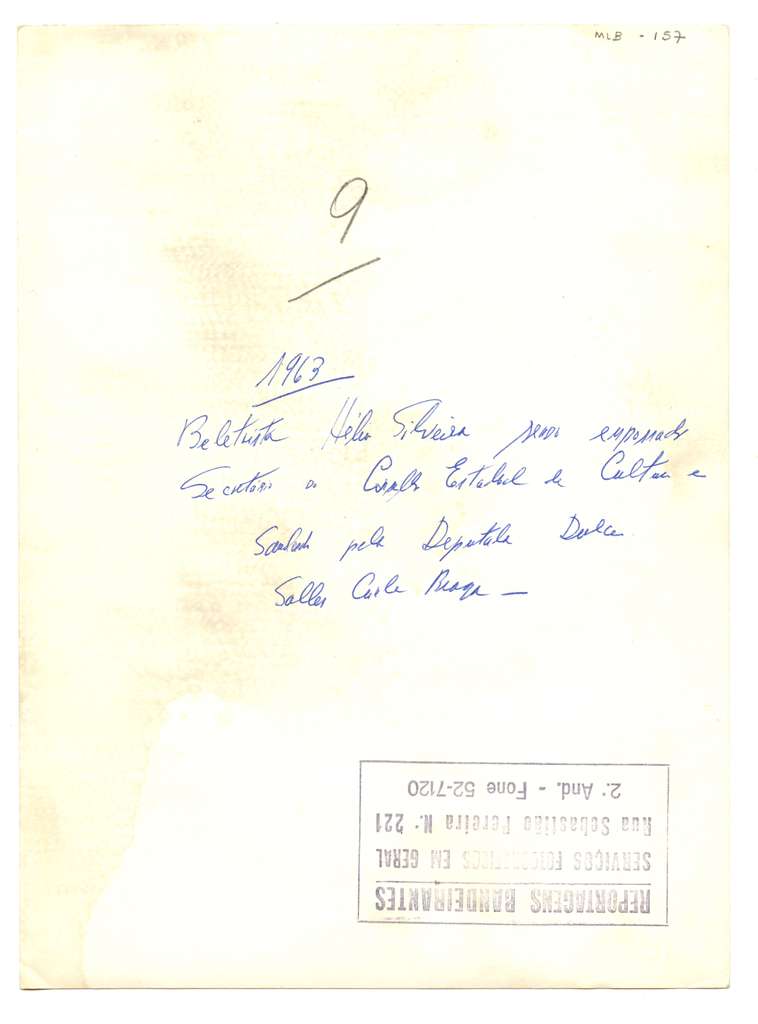 MLB - 157
9
1963
Beletrista Hélio Silveira sendo empossado
Secretário do Conselho Estadual de Cultura e
Saudado pela Deputada Dulce
Salles Cunha Braga —
REPORTAGENS BANDEIRANTES
SERVIÇOS FOTOGRAFICOS EM GERAL
Rua Sebastião Pereira N.º 221
2.º And. - Fone 52-7120